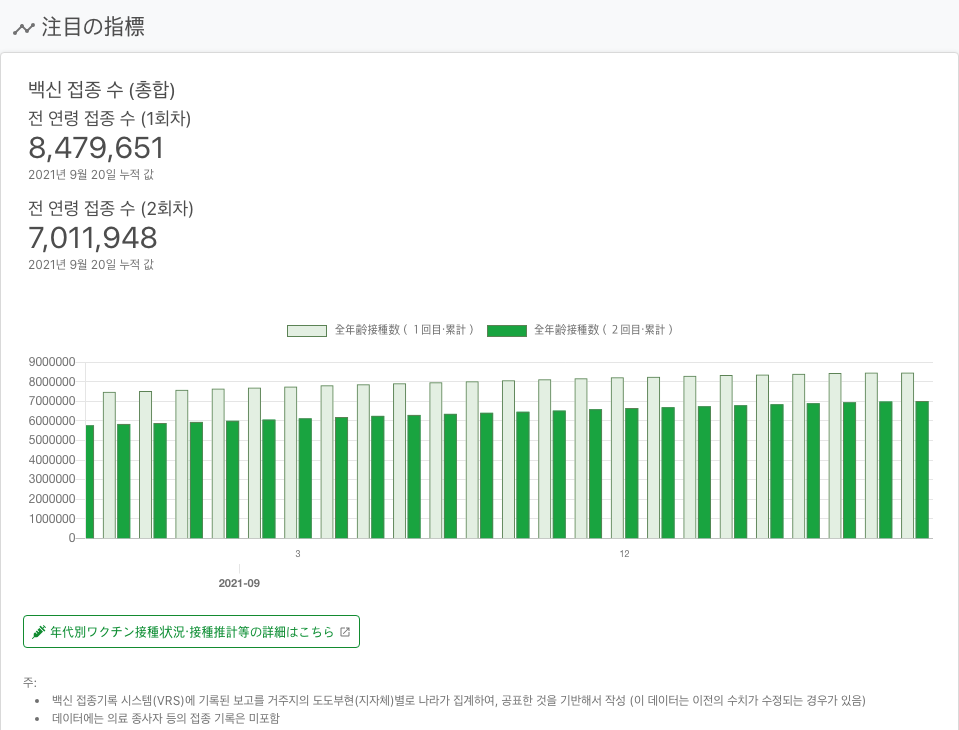 注目の指標
백신 접종 수 (총합)
전 연령 접종 수 (1회차)
8,479,651
2021년 9월 20일 누적 값
전 연령 접종 수 (2회차)
7,011,948
2021년 9월 20일 누적 값
全年齢接種数（１回目·累計） 全年齢接種数（２回目·累計）
9000000
8000000
7000000
6000000
5000000
4000000
3000000
2000000
1000000
0
3 12
2021-09
年代別ワクチン接種状況·接種推計等の詳細はこちら
주:
• 백신 접종기록 시스템(VRS)에 기록된 보고를 거주지의 도도부현(지자체)별로 나라가 집계하여, 공표한 것을 기반해서 작성 (이 데이터는 이전의 수치가 수정되는 경우가 있음)
• 데이터에는 의료 종사자 등의 접종 기록은 미포함